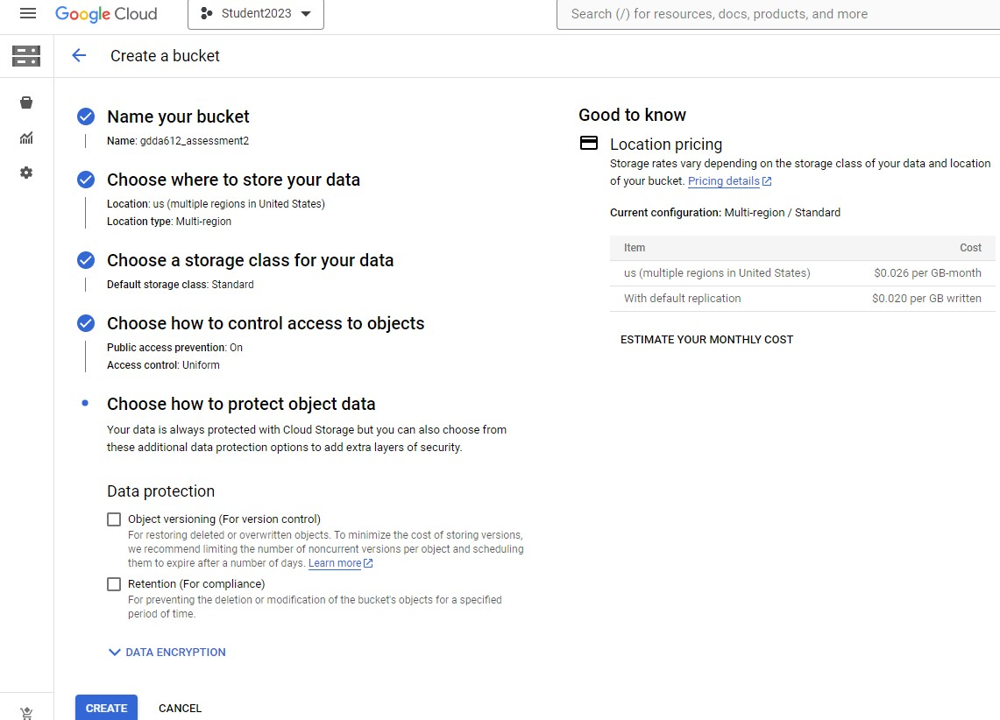 Google Cloud
Student2023
Search (/) for resources, docs, products, and more
Create a bucket
Name your bucket
Name: gdda612_assessment2
Choose where to store your data
Location: us (multiple regions in United States)
Location type: Multi-region
Choose a storage class for your data
Default storage class: Standard
Choose how to control access to objects
Public access prevention: On
Access control: Uniform
Choose how to protect object data
Your data is always protected with Cloud Storage but you can also choose from
these additional data protection options to add extra layers of security.
Data protection
Object versioning (For version control)
For restoring deleted or overwritten objects. To minimize the cost of storing versions,
we recommend limiting the number of noncurrent versions per object and scheduling
them to expire after a number of days. Learn more
Retention (For compliance)
For preventing the deletion or modification of the bucket's objects for a specified
period of time.
DATA ENCRYPTION
CREATE
CANCEL
Good to know
Location pricing
Storage rates vary depending on the storage class of your data and location
of your bucket. Pricing details
Current configuration: Multi-region / Standard
Item Cost
us (multiple regions in United States) $0.026 per GB-month
With default replication $0.020 per GB written
ESTIMATE YOUR MONTHLY COST